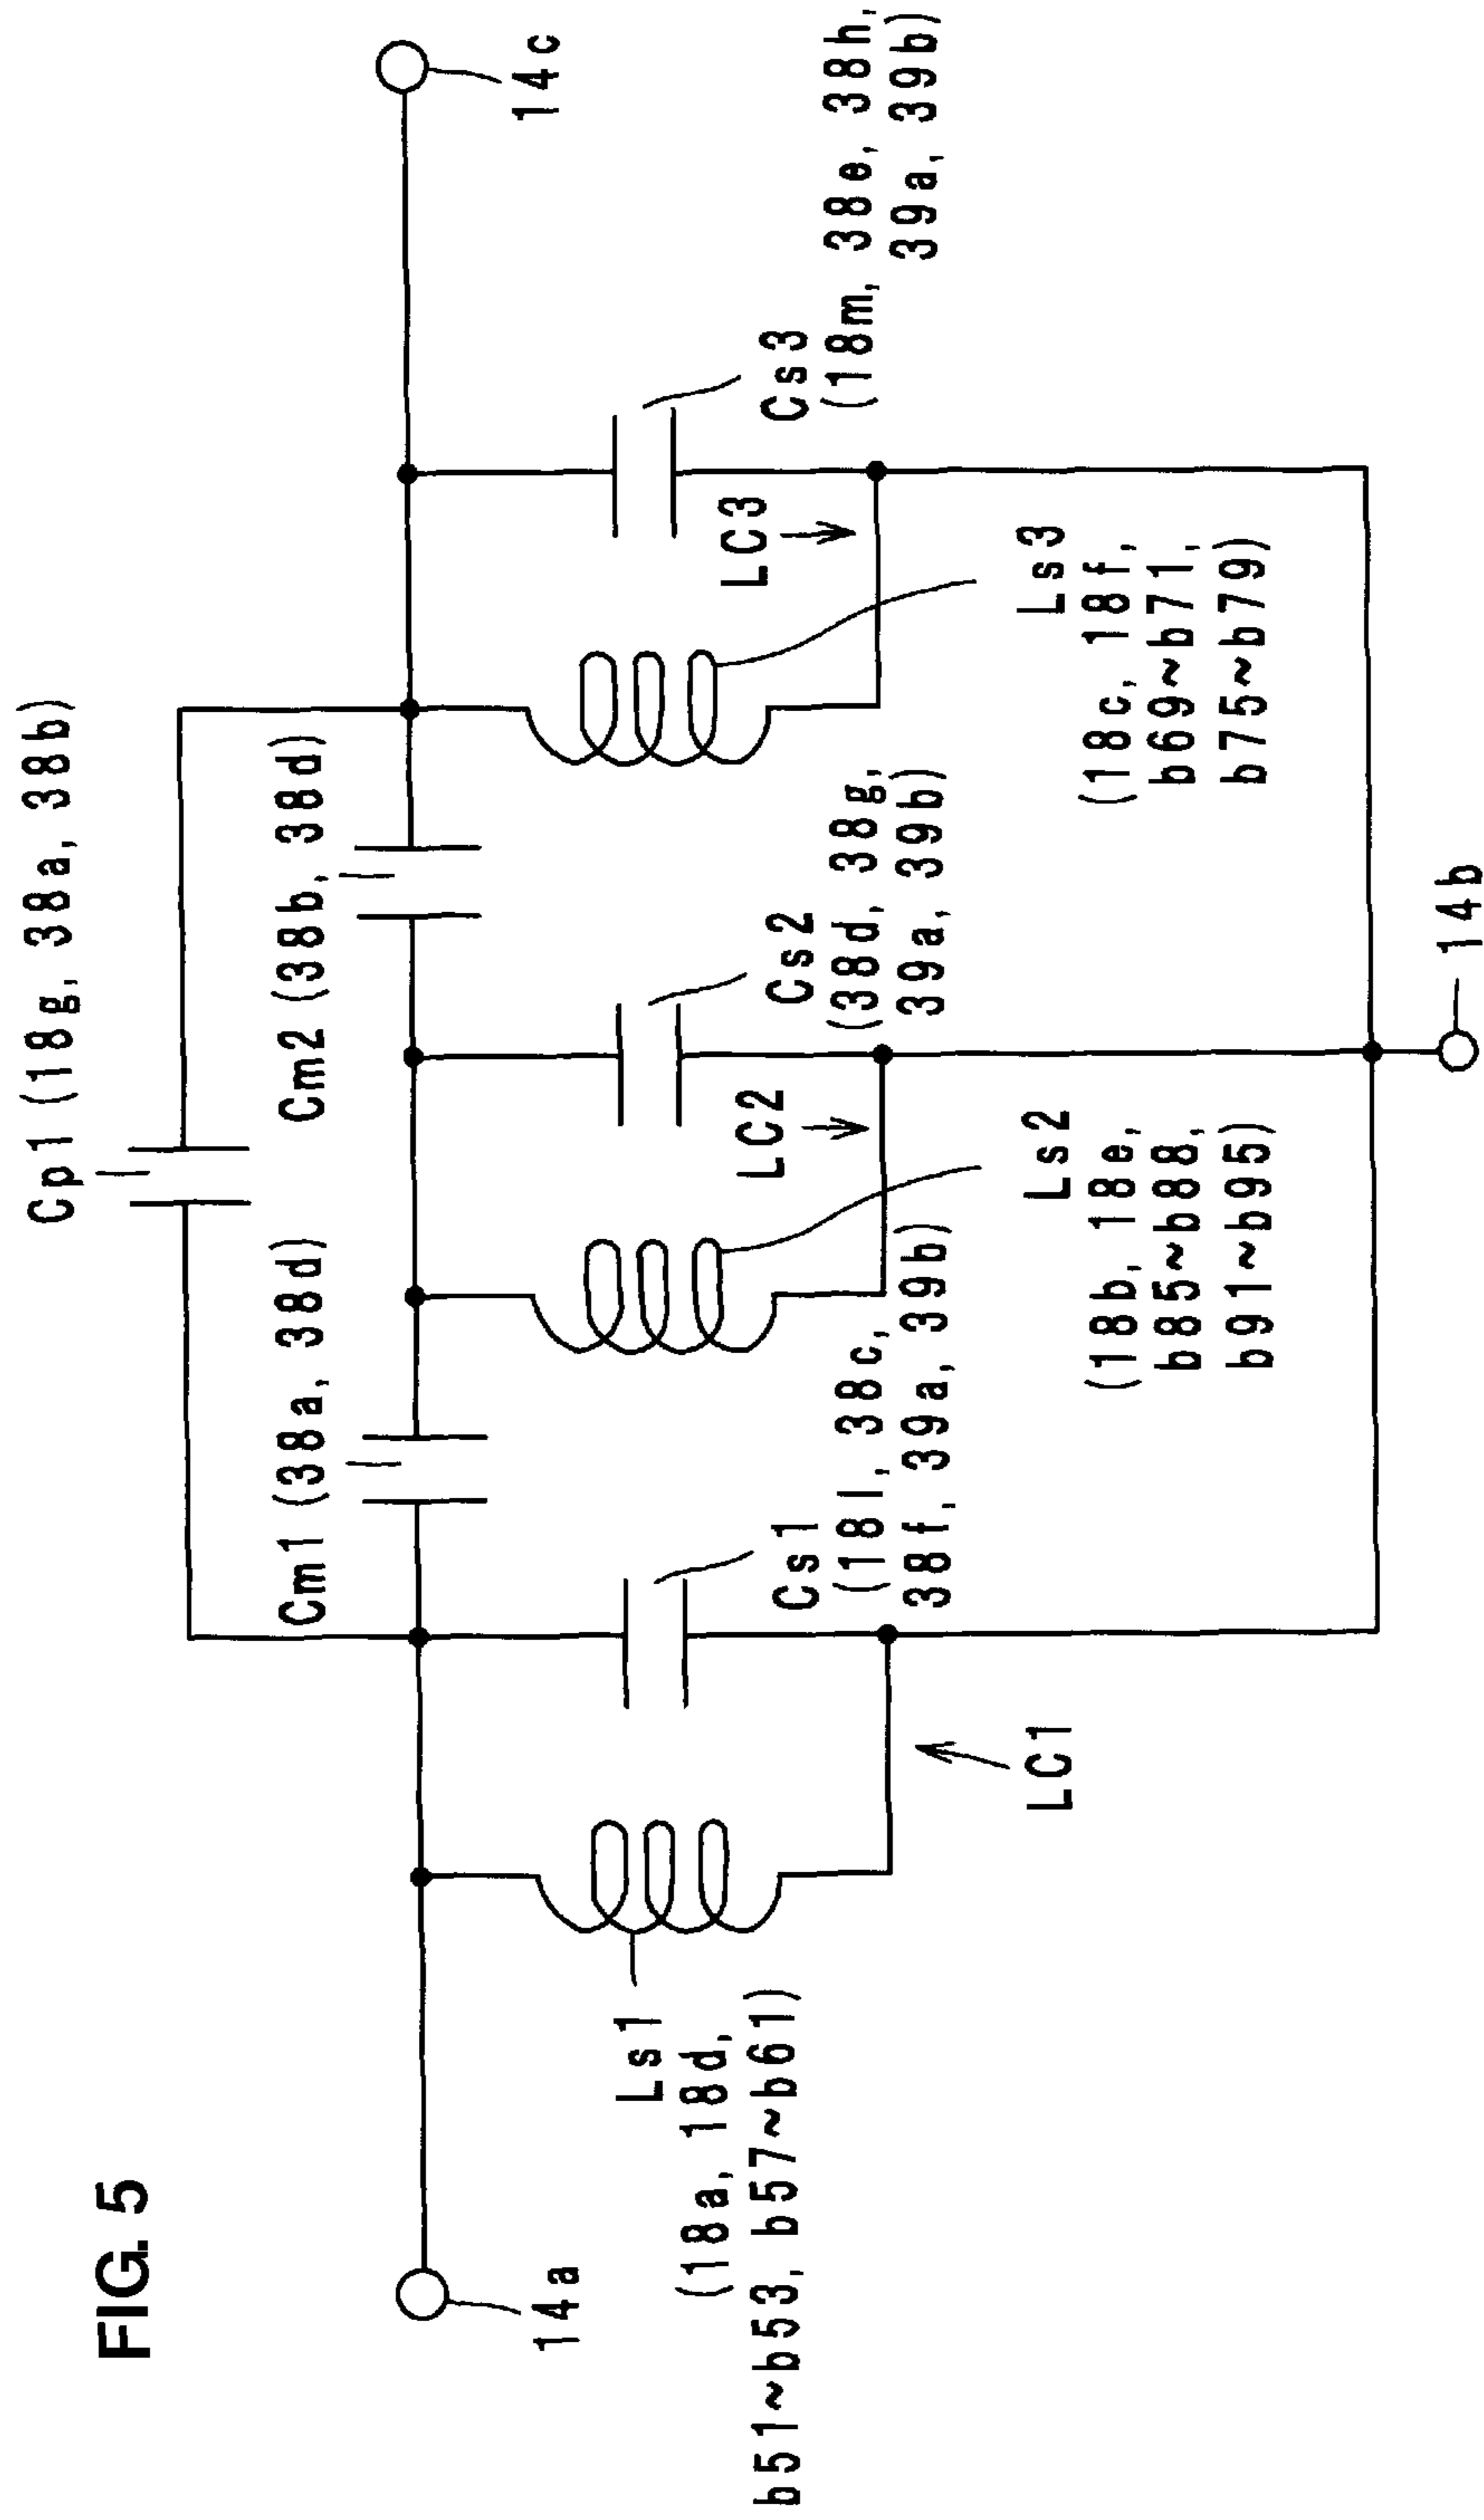 FIG. 5
Cp1 (18g, 38a, 38b)
Cm1 (38a, 38d)
Cm2 (38b, 38d)
14a
14c
Ls1
(18a, 18d,
b51~b53, b57~b61)
Cs1
(18l, 38c,
38f, 39a, 39b)
LC1
LC2
Cs2
(38d, 38g,
39a, 39b)
Ls2
(18b, 18e,
b85~b88,
b91~b95)
LC3
Cs3
(18m, 38e, 38h,
39a, 39b)
Ls3
(18c, 18f,
b69~b71,
b75~b79)
14b